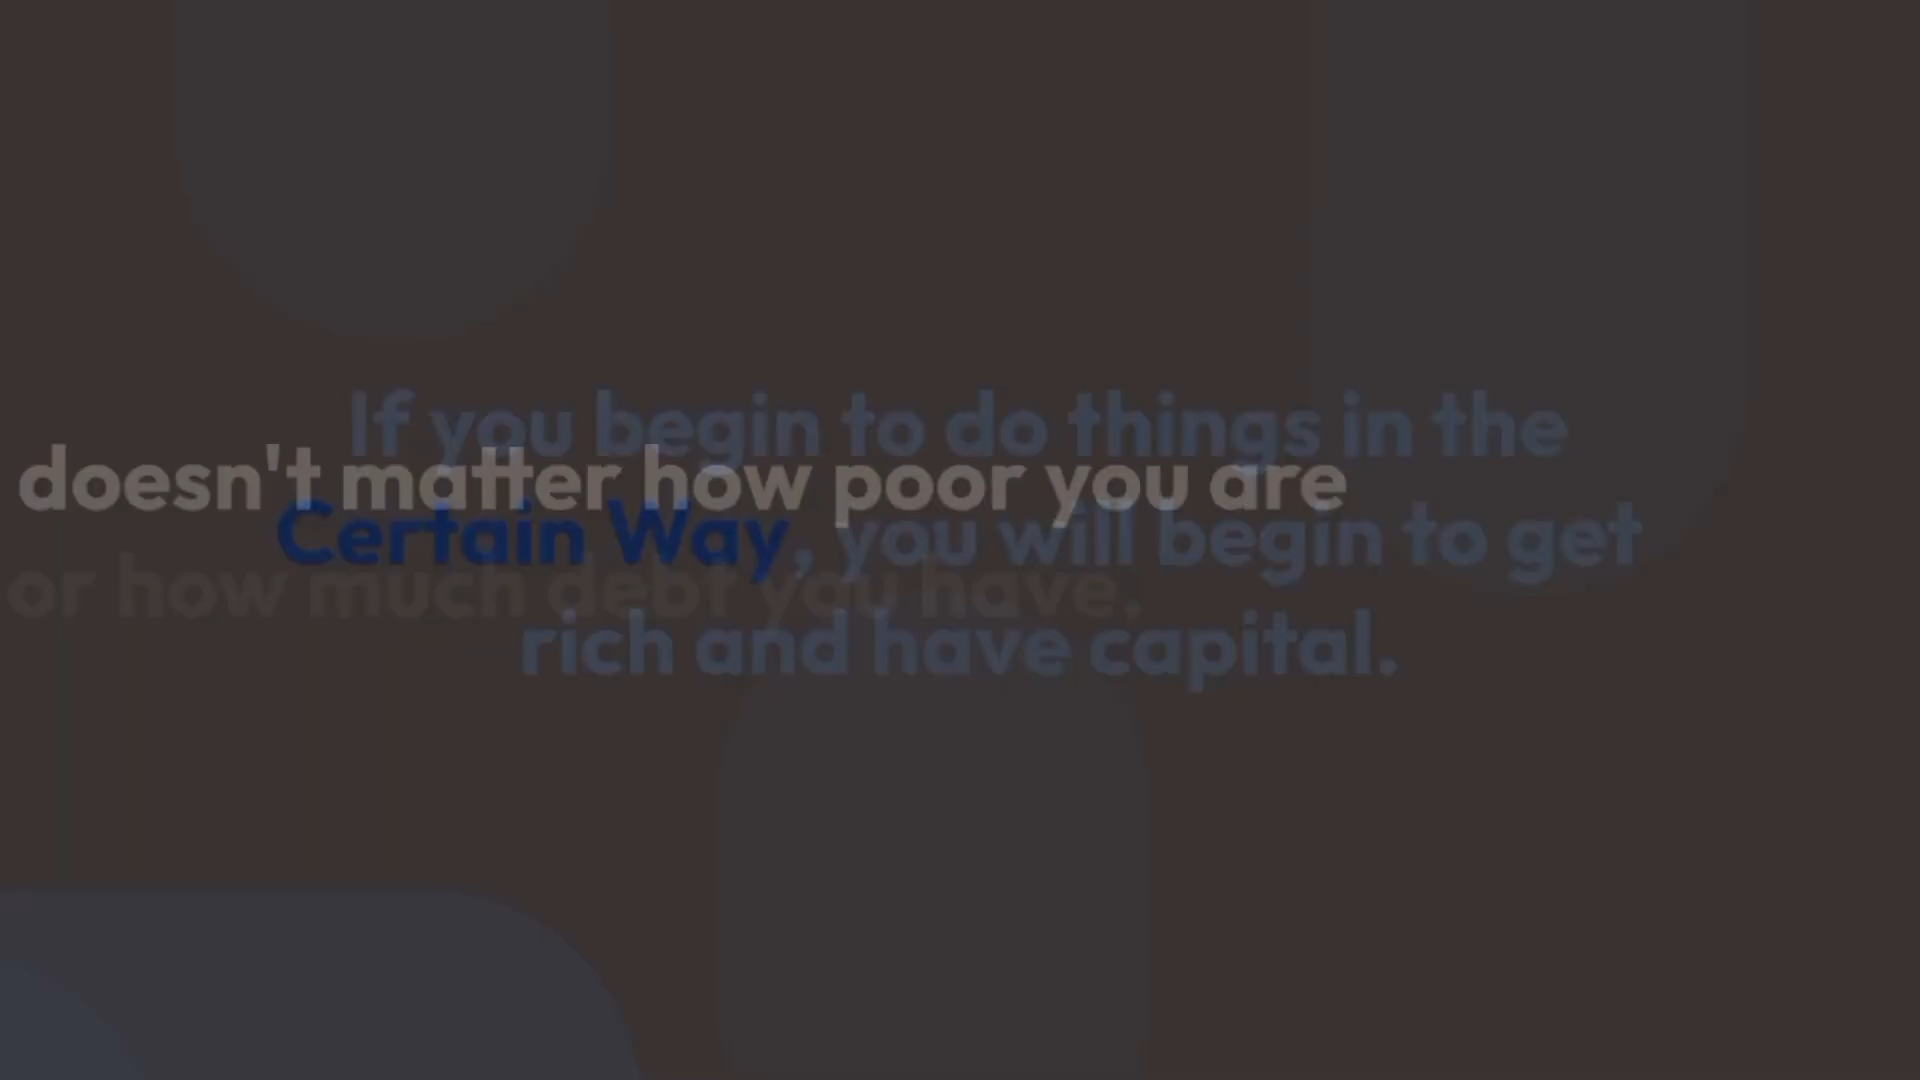 If you begin to do things in the
doesn't matter how poor you are
Certain Way, you will begin to get
or how much debt you have.
rich and have capital.